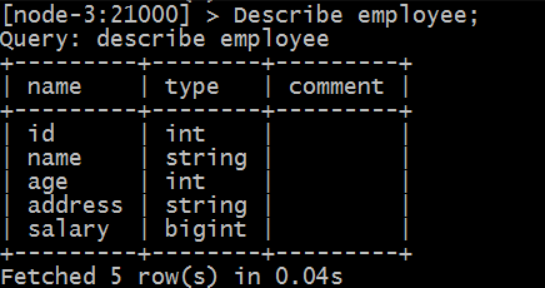 [node-3:21000] > Describe employee;
Query: describe employee
+---------+--------+---------+
| name    | type   | comment |
+---------+--------+---------+
| id      | int    |         |
| name    | string |         |
| age     | int    |         |
| address | string |         |
| salary  | bigint |         |
+---------+--------+---------+
Fetched 5 row(s) in 0.04s